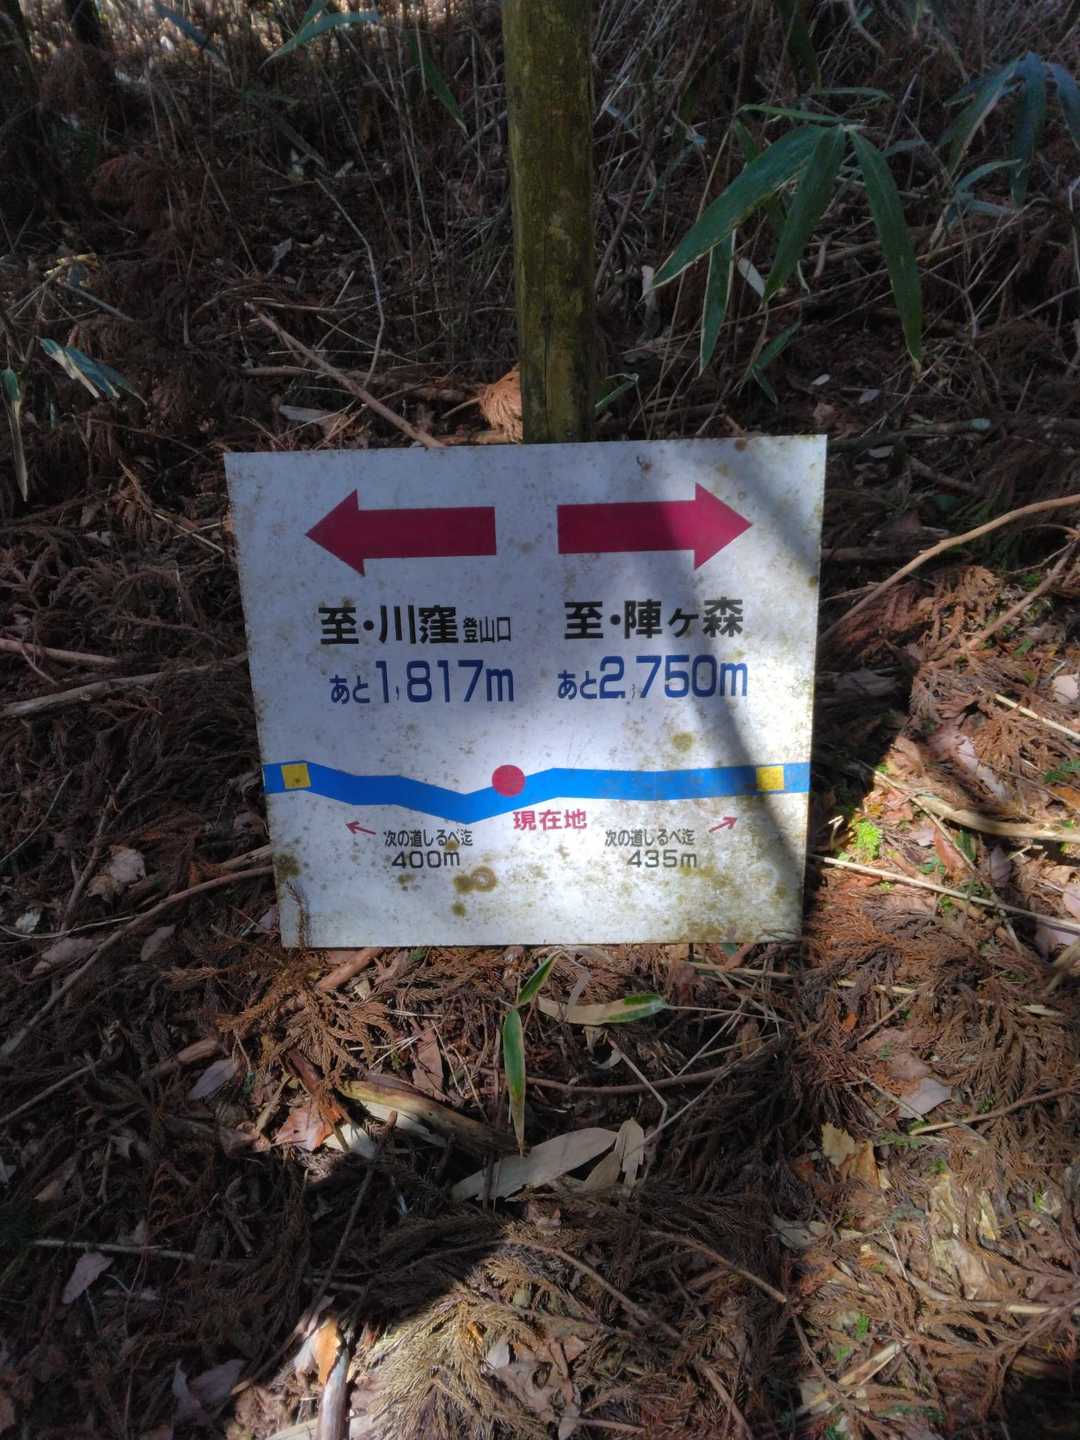 至・川窪登山口
あと1,817m
至・陣ヶ森
あと2,750m
現在地
次の道しるべ迄
400m
次の道しるべ迄
435m